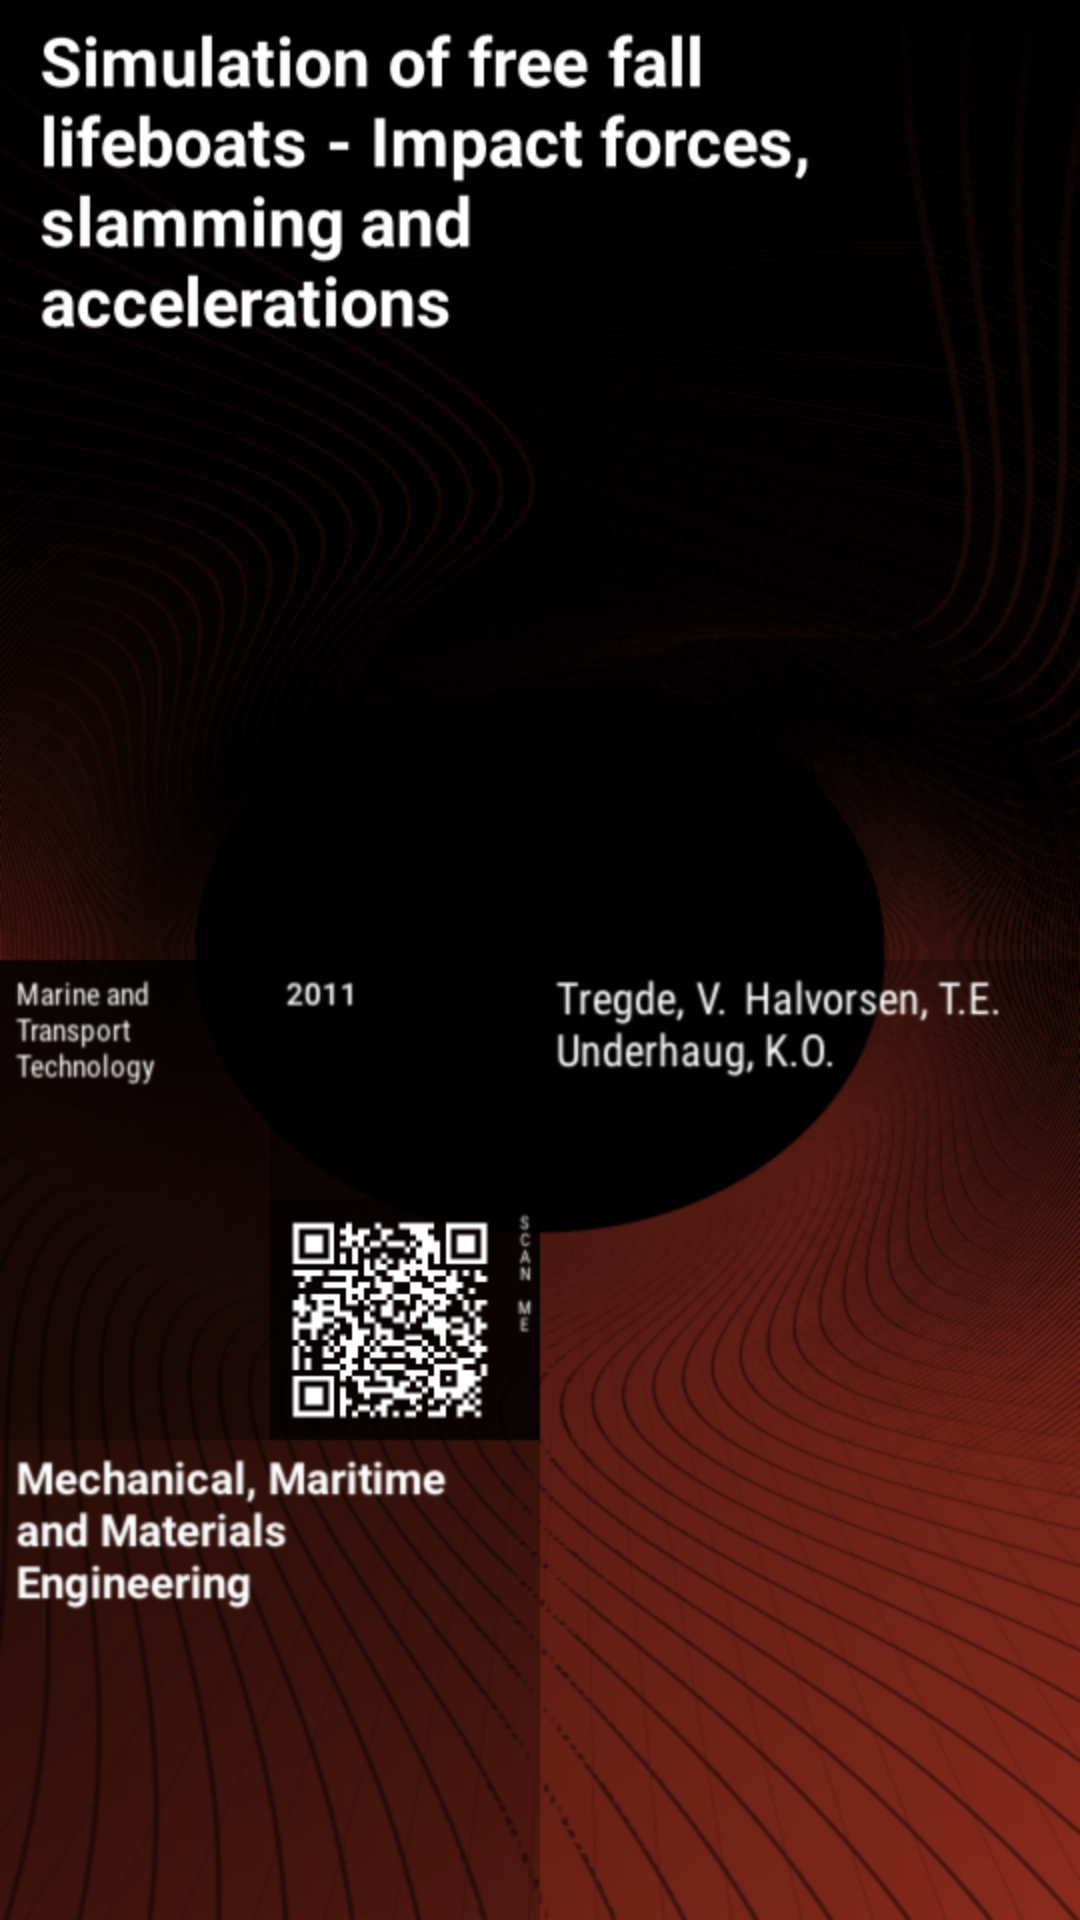 Simulation of free fall
lifeboats - Impact forces,
slamming and
accelerations
Marine and
Transport
Technology
2011
Tregde, V. Halvorsen, T.E.
Underhaug, K.O.
SCAN ME
Mechanical, Maritime
and Materials
Engineering